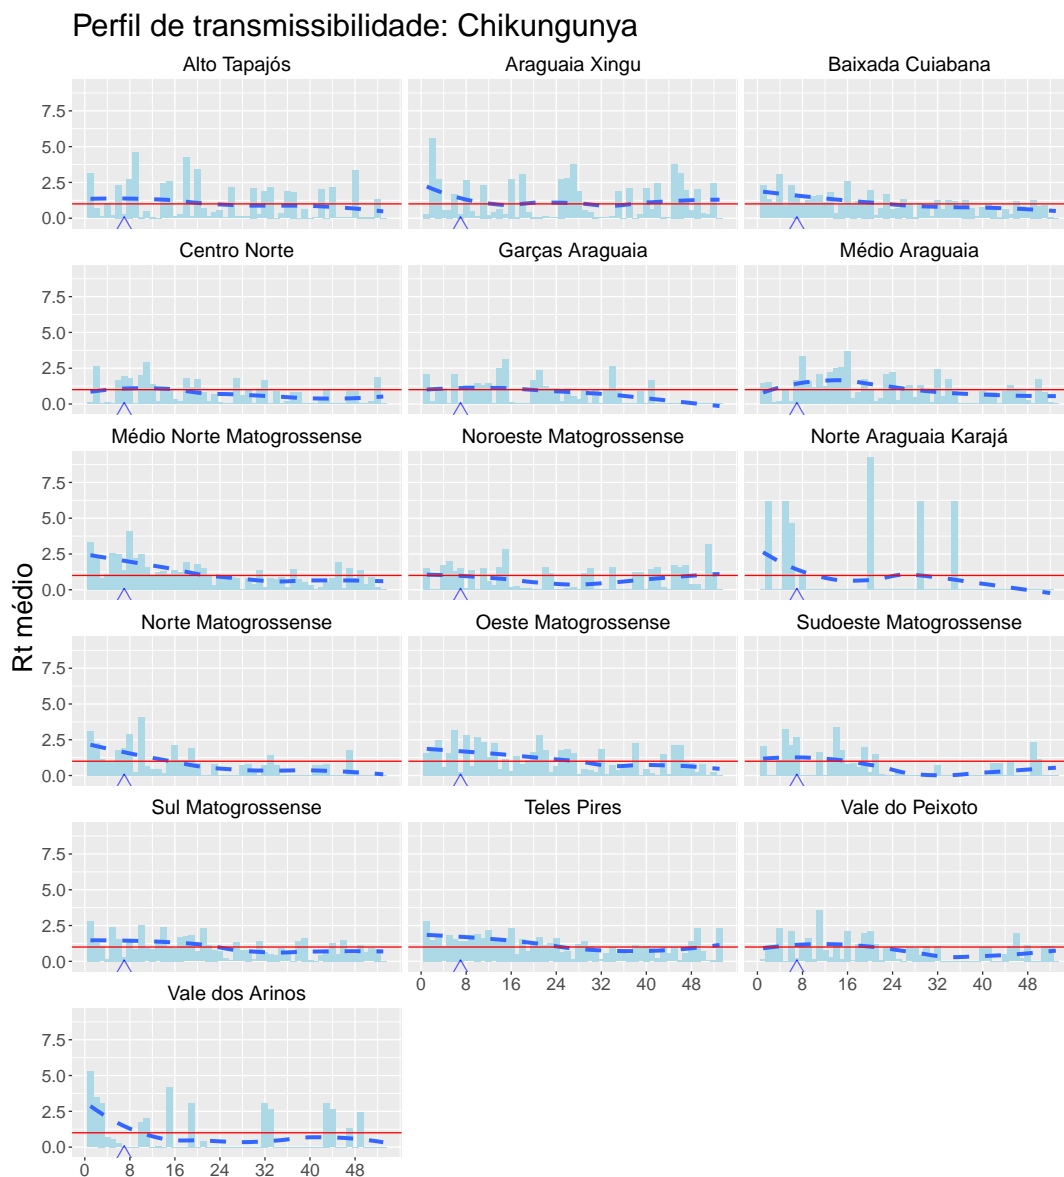 Perfil de transmissibilidade: Chikungunya
Alto Tapajós Araguaia Xingu Baixada Cuiabana
7.5
5.0
2.5
0.0
Centro Norte Garças Araguaia Médio Araguaia
7.5
5.0
2.5
0.0
Médio Norte Matogrossense Noroeste Matogrossense Norte Araguaia Karajá
7.5
5.0
2.5
0.0
Norte Matogrossense Oeste Matogrossense Sudoeste Matogrossense
Rt médio
7.5
5.0
2.5
0.0
Sul Matogrossense Teles Pires Vale do Peixoto
7.5
5.0
2.5
0.0
0 8 16 24 32 40 48 0 8 16 24 32 40 48
Vale dos Arinos
7.5
5.0
2.5
0.0
0 8 16 24 32 40 48